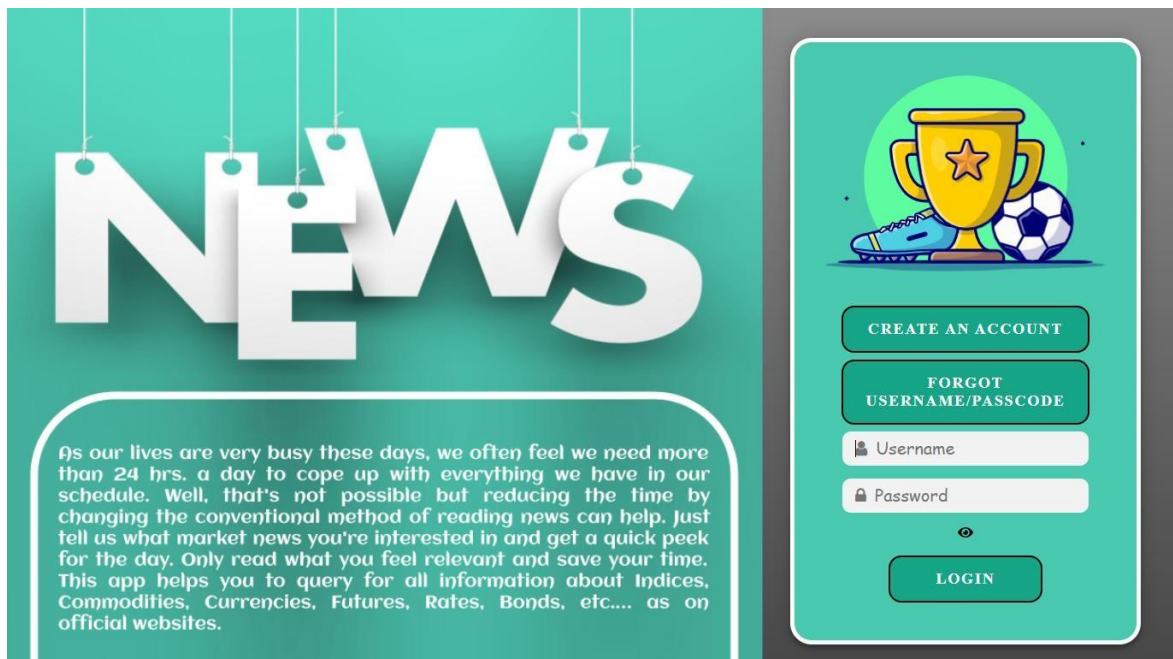 NEWS
As our lives are very busy these days, we often feel we need more
than 24 hrs. a day to cope up with everything we have in our
schedule. Well, that's not possible but reducing the time by
changing the conventional method of reading news can help. Just
tell us what market news you're interested in and get a quick peek
for the day. Only read what you feel relevant and save your time.
This app helps you to query for all information about Indices,
Commodities, Currencies, Futures, Rates, Bonds, etc.... as on
official websites.
CREATE AN ACCOUNT
FORGOT
USERNAME/PASSCODE
Username
Password
LOGIN